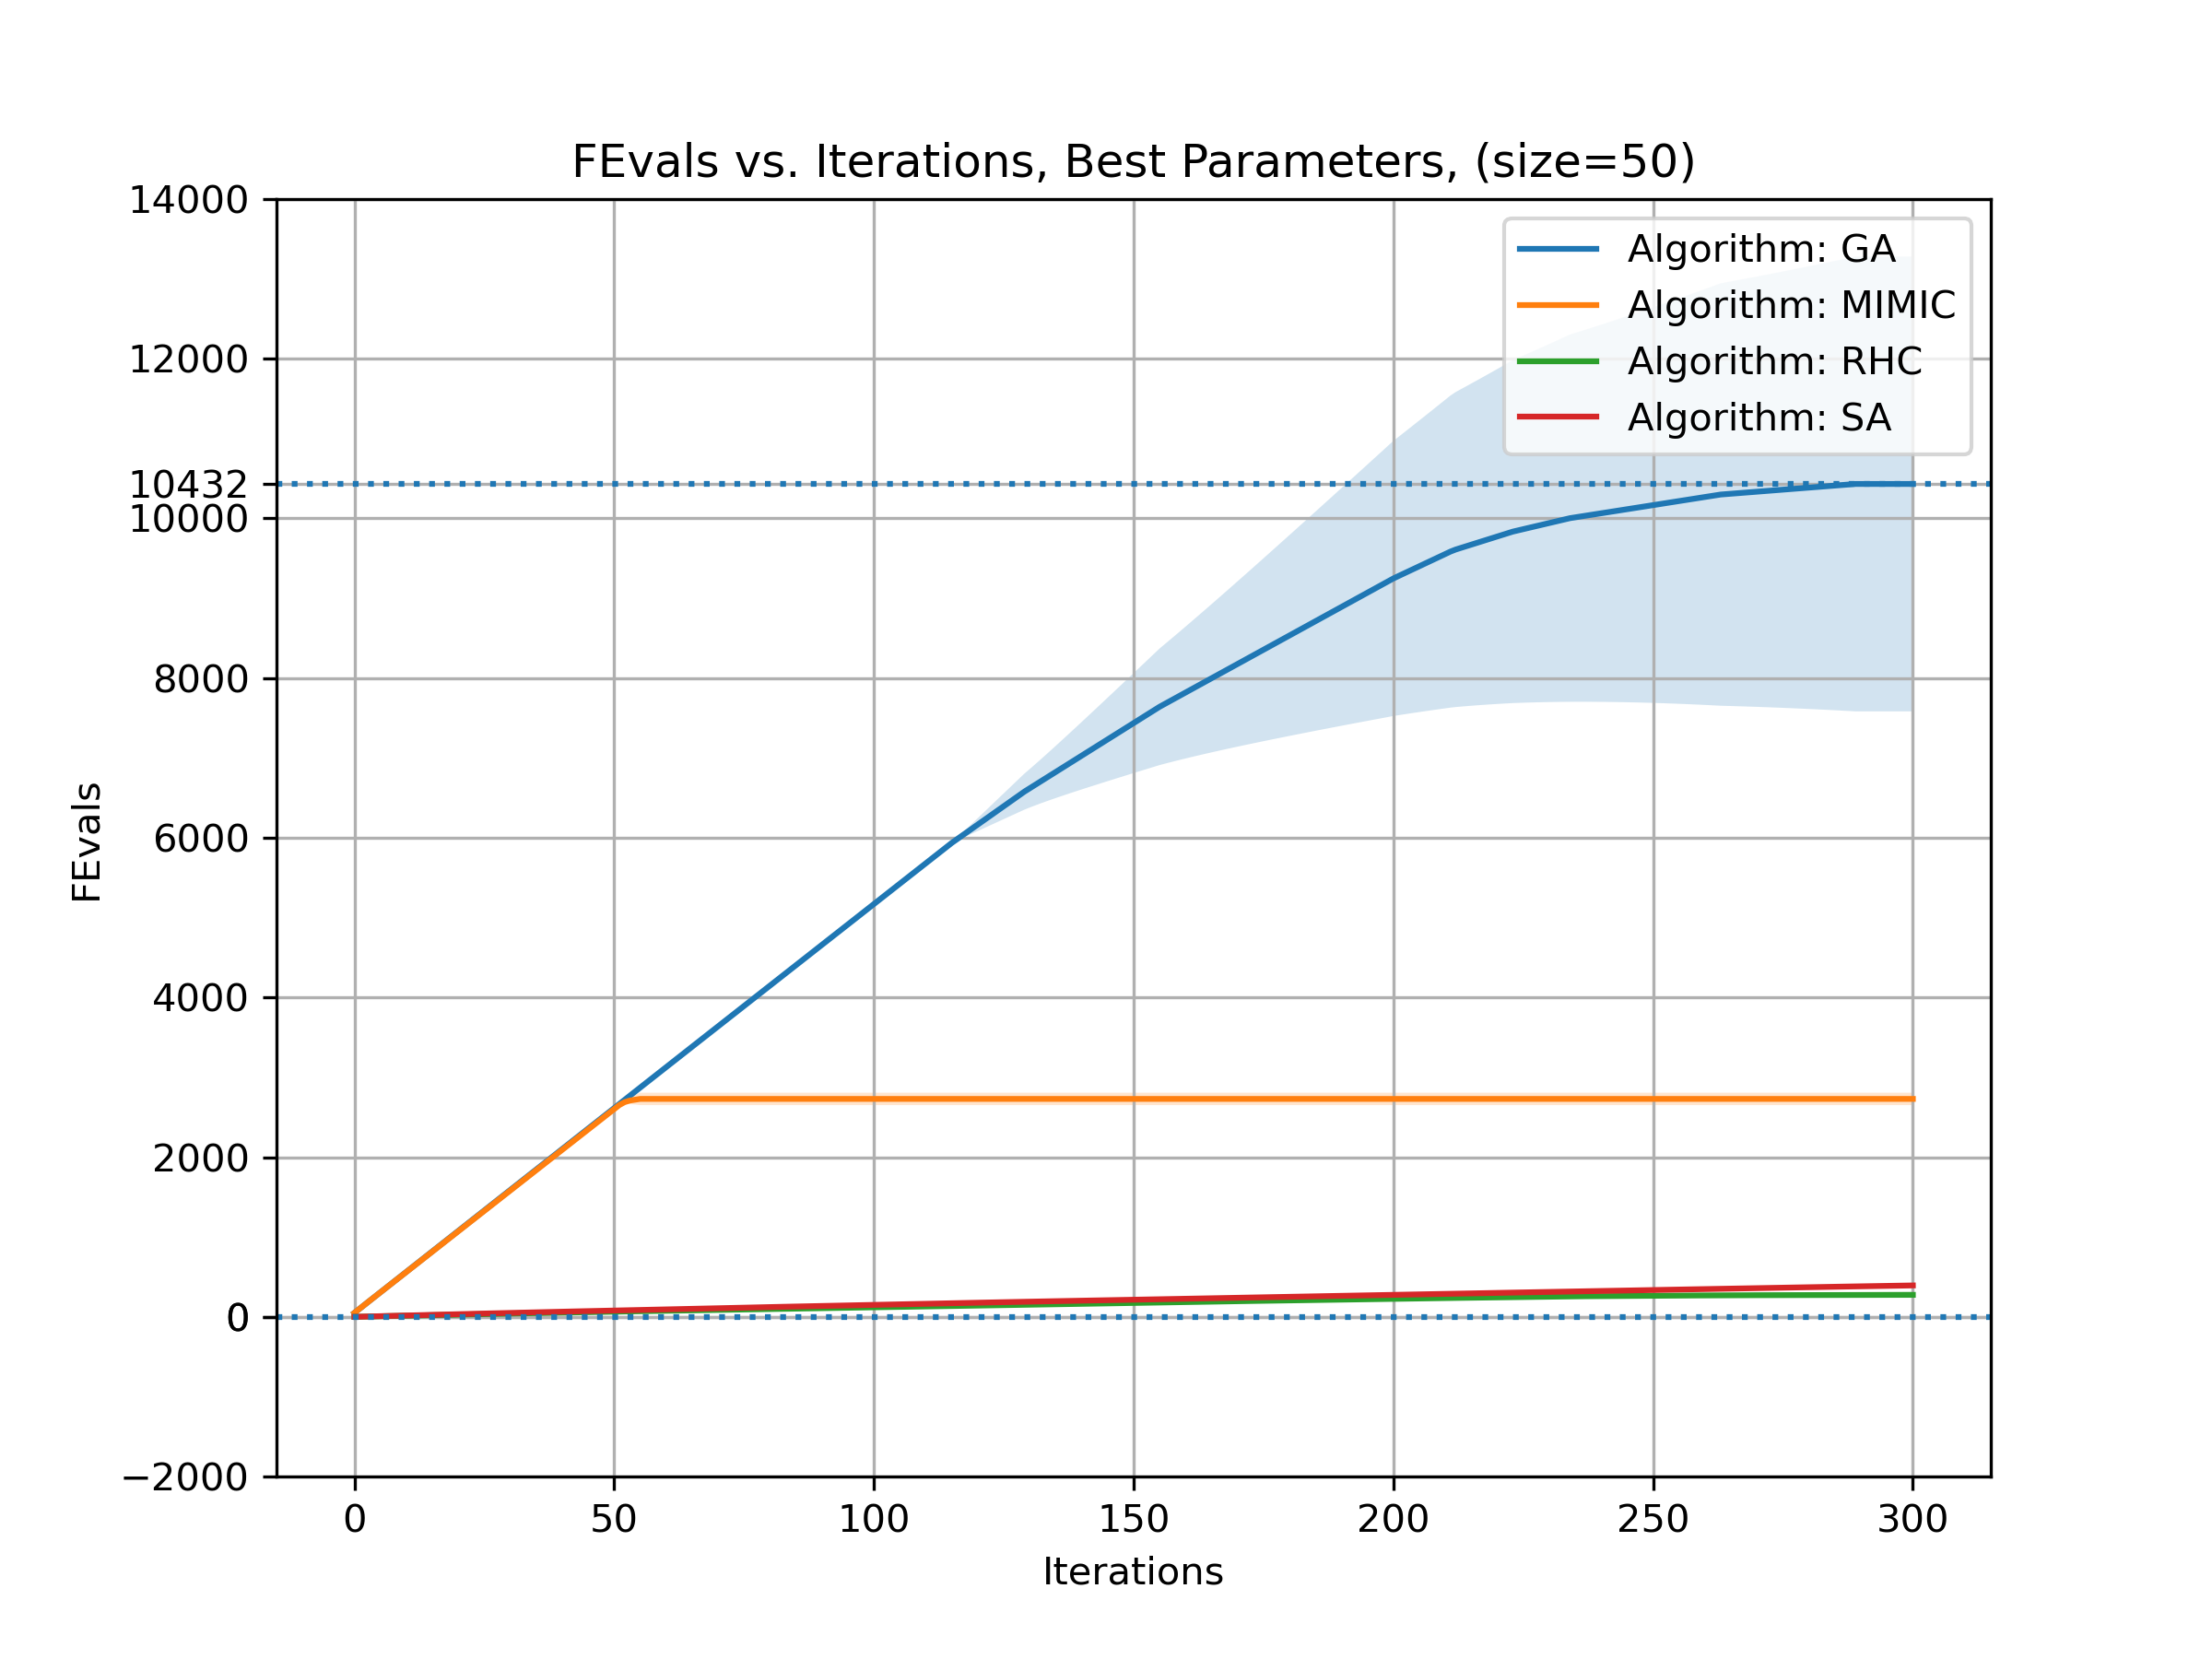 FEvals vs. Iterations, Best Parameters, (size=50)
14000
12000
10432
10000
8000
6000
4000
2000
0
−2000
FEvals
Algorithm: GA
Algorithm: MIMIC
Algorithm: RHC
Algorithm: SA
0 50 100 150 200 250 300
Iterations